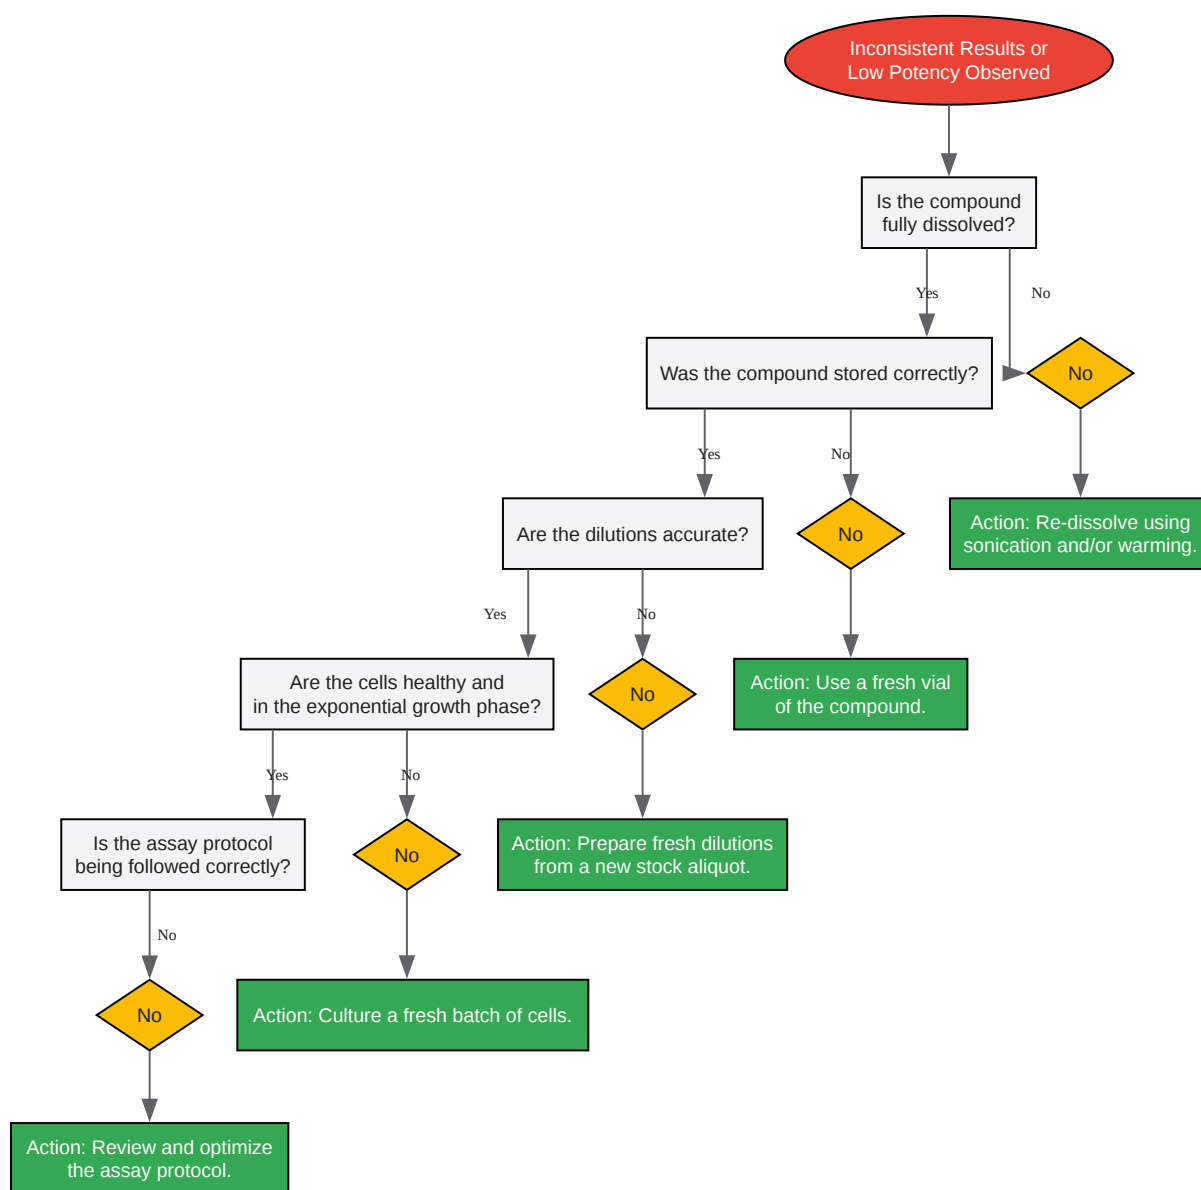 Inconsistent Results or
Low Potency Observed
Is the compound
fully dissolved?
Yes
No
Was the compound stored correctly?
No
Yes
No
Are the dilutions accurate?
No
Action: Re-dissolve using
sonication and/or warming.
Yes
No
Are the cells healthy and
in the exponential growth phase?
No
Action: Use a fresh vial
of the compound.
Yes
No
Is the assay protocol
being followed correctly?
No
Action: Prepare fresh dilutions
from a new stock aliquot.
No
No
Action: Culture a fresh batch of cells.
Action: Review and optimize
the assay protocol.